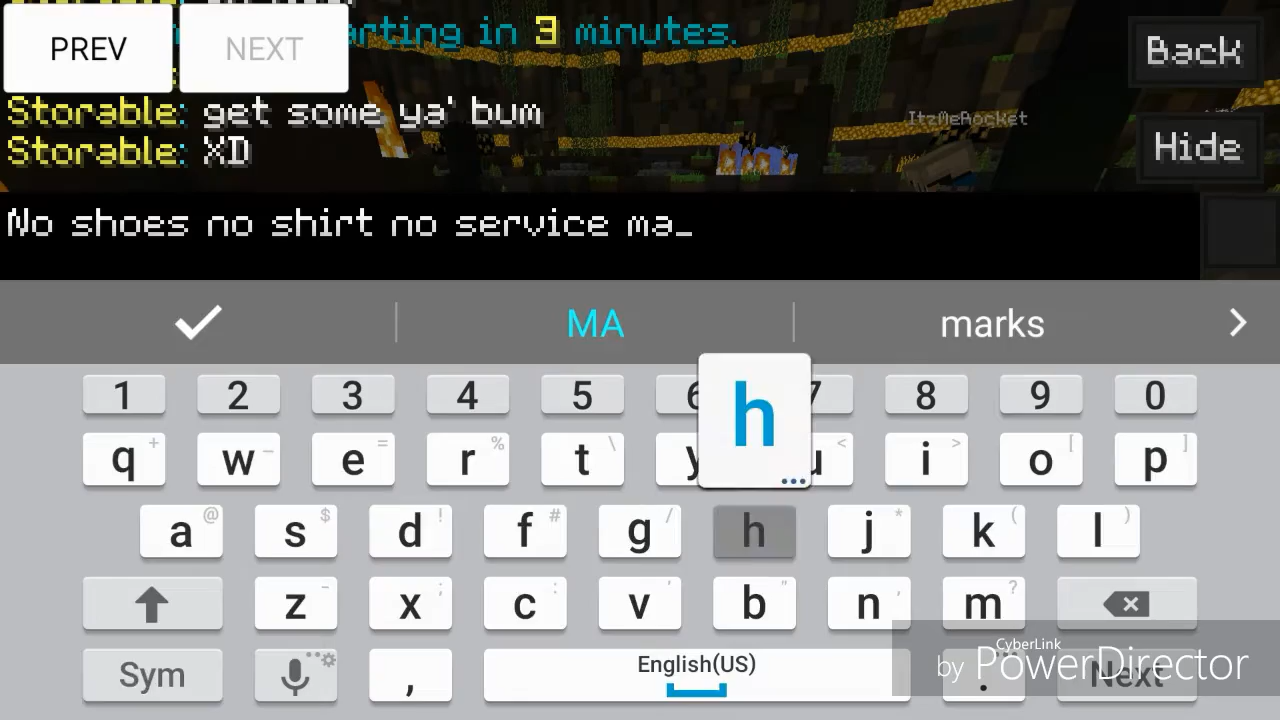 PREV
NEXT
arting in 3 minutes.
Back
Storable: get some ya' bum
ItzMeRocket
Storable: XD
Hide
No shoes no shirt no service ma_
MA
marks
1 2 3 4 5 6 7 8 9 0
q + w e = r % t \ y u < i > o [ p ]
h
a @ s $ d ! f # g / h j * k ( l )
z - x ; c : v ' b " n , m ?
Sym , English(US) . Next
CyberLink
by PowerDirector